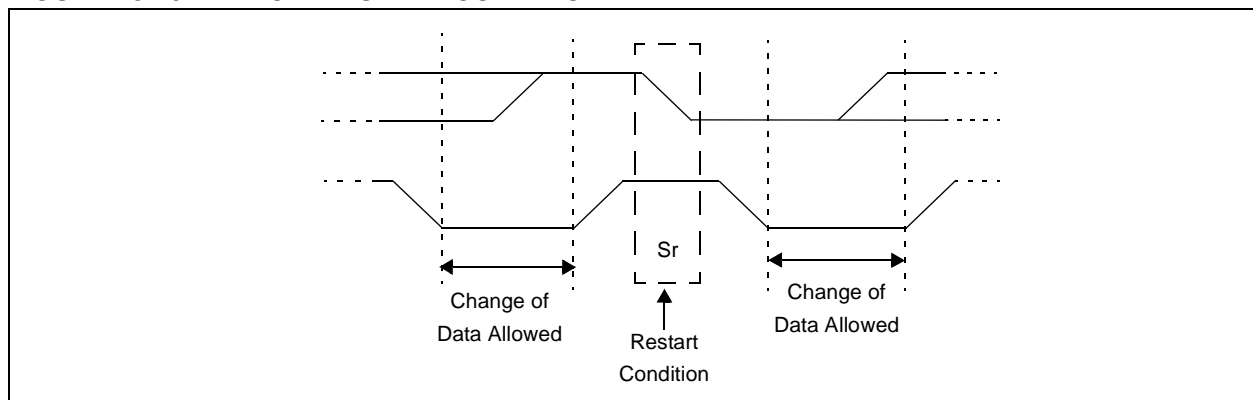 Sr
Change of
Data Allowed
Restart
Condition
Change of
Data Allowed